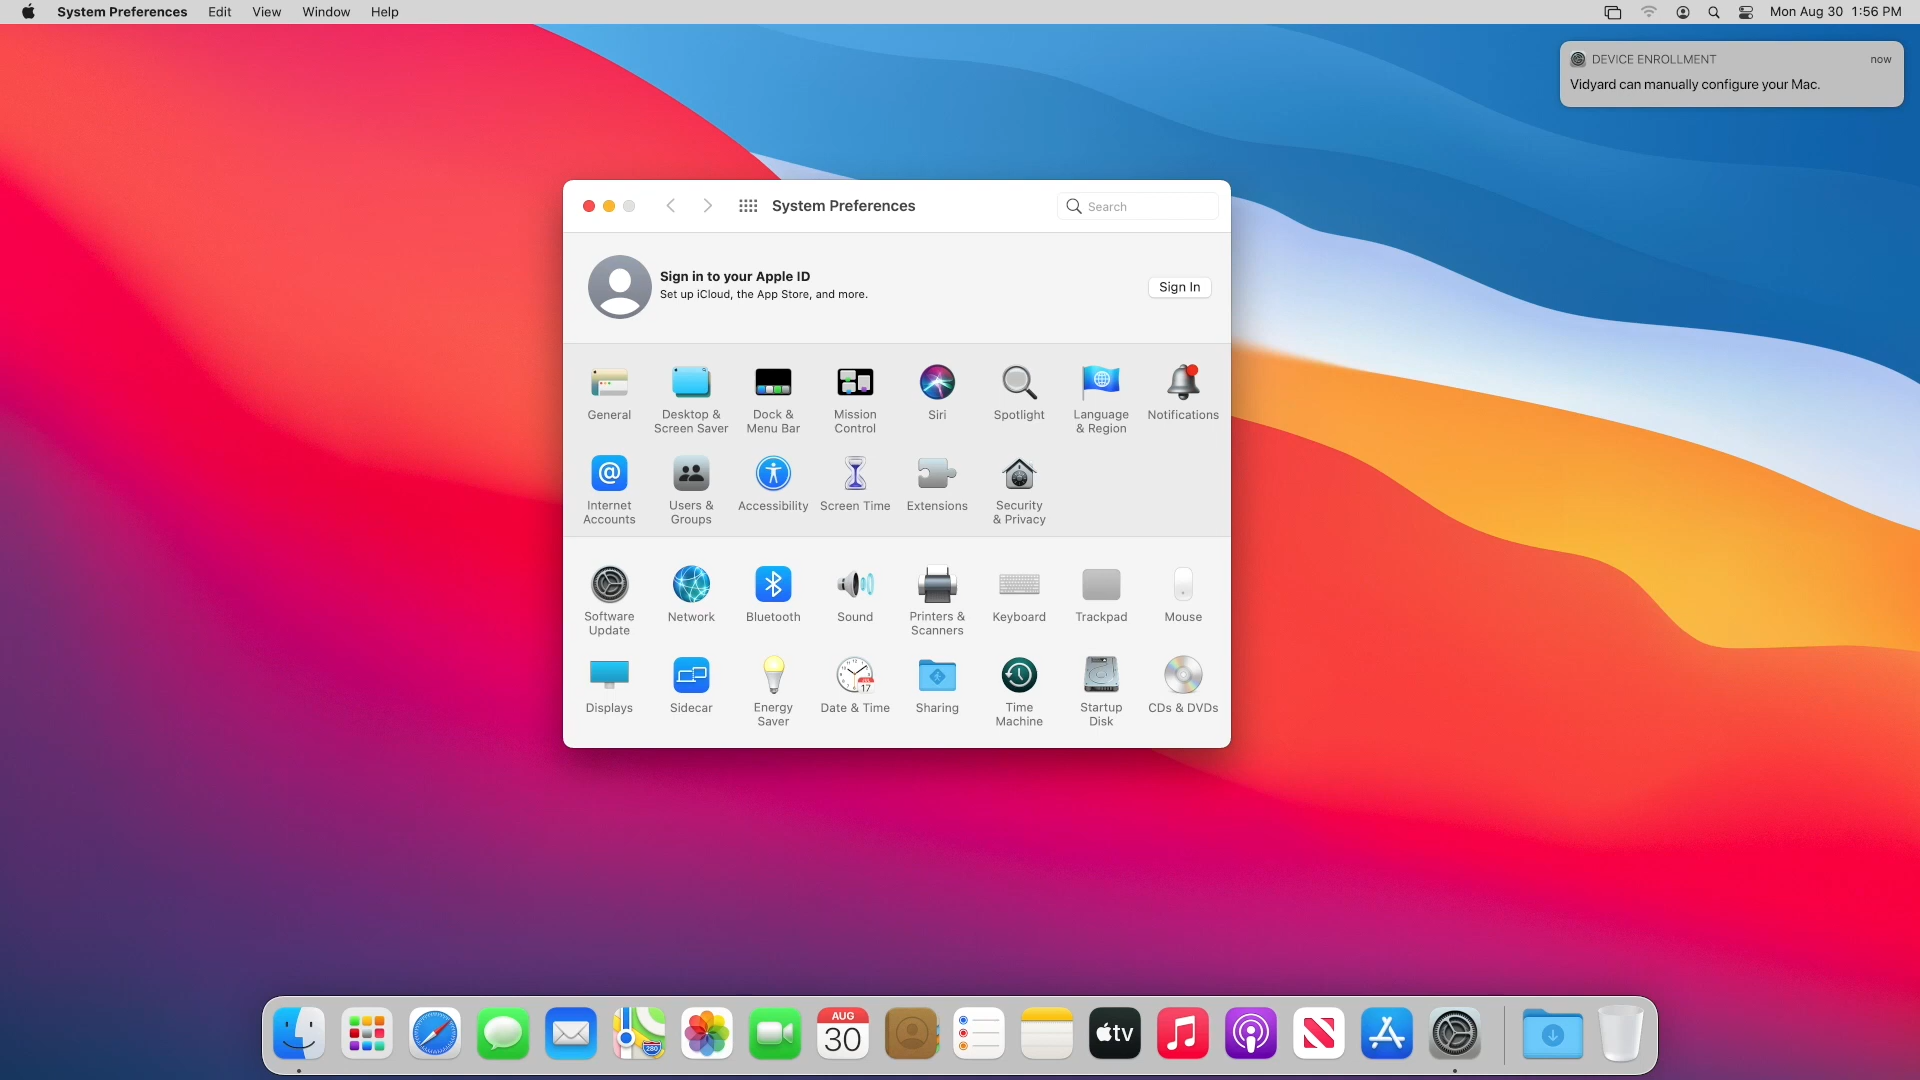 System Preferences Edit View Window Help Mon Aug 30 1:56 PM
DEVICE ENROLLMENT now
Vidyard can manually configure your Mac.
System Preferences Search
Sign in to your Apple ID
Set up iCloud, the App Store, and more.
Sign In
General
Desktop &
Screen Saver
Dock &
Menu Bar
Mission
Control
Siri
Spotlight
Language
& Region
Notifications
Internet
Accounts
Users &
Groups
Accessibility
Screen Time
Extensions
Security
& Privacy
Software
Update
Network
Bluetooth
Sound
Printers &
Scanners
Keyboard
Trackpad
Mouse
Displays
Sidecar
Energy
Saver
Date & Time
Sharing
Time
Machine
Startup
Disk
CDs & DVDs
17
280
AUG
30
tv